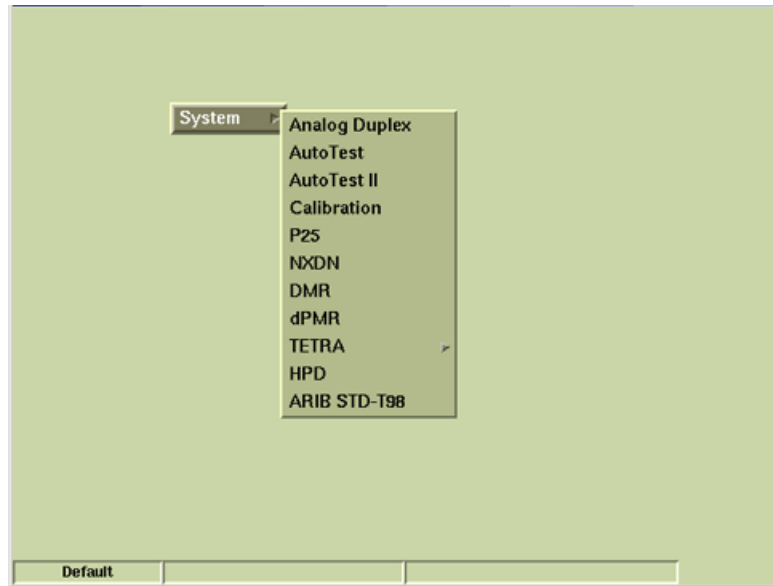 System
Analog Duplex
AutoTest
AutoTest II
Calibration
P25
NXDN
DMR
dPMR
TETRA
HPD
ARIB STD-T98
Default